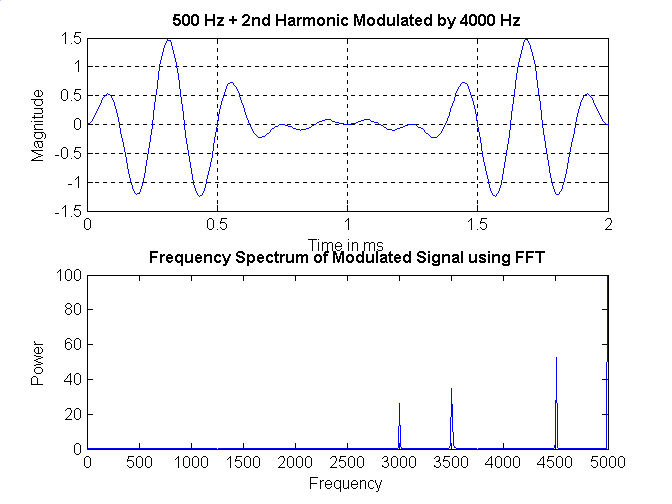 500 Hz + 2nd Harmonic Modulated by 4000 Hz
1.5
1
0.5
0
-0.5
-1
-1.5
Magnitude
0 0.5 1 1.5 2
Time in ms
Frequency Spectrum of Modulated Signal using FFT
100
80
60
40
20
0
Power
0 500 1000 1500 2000 2500 3000 3500 4000 4500 5000
Frequency